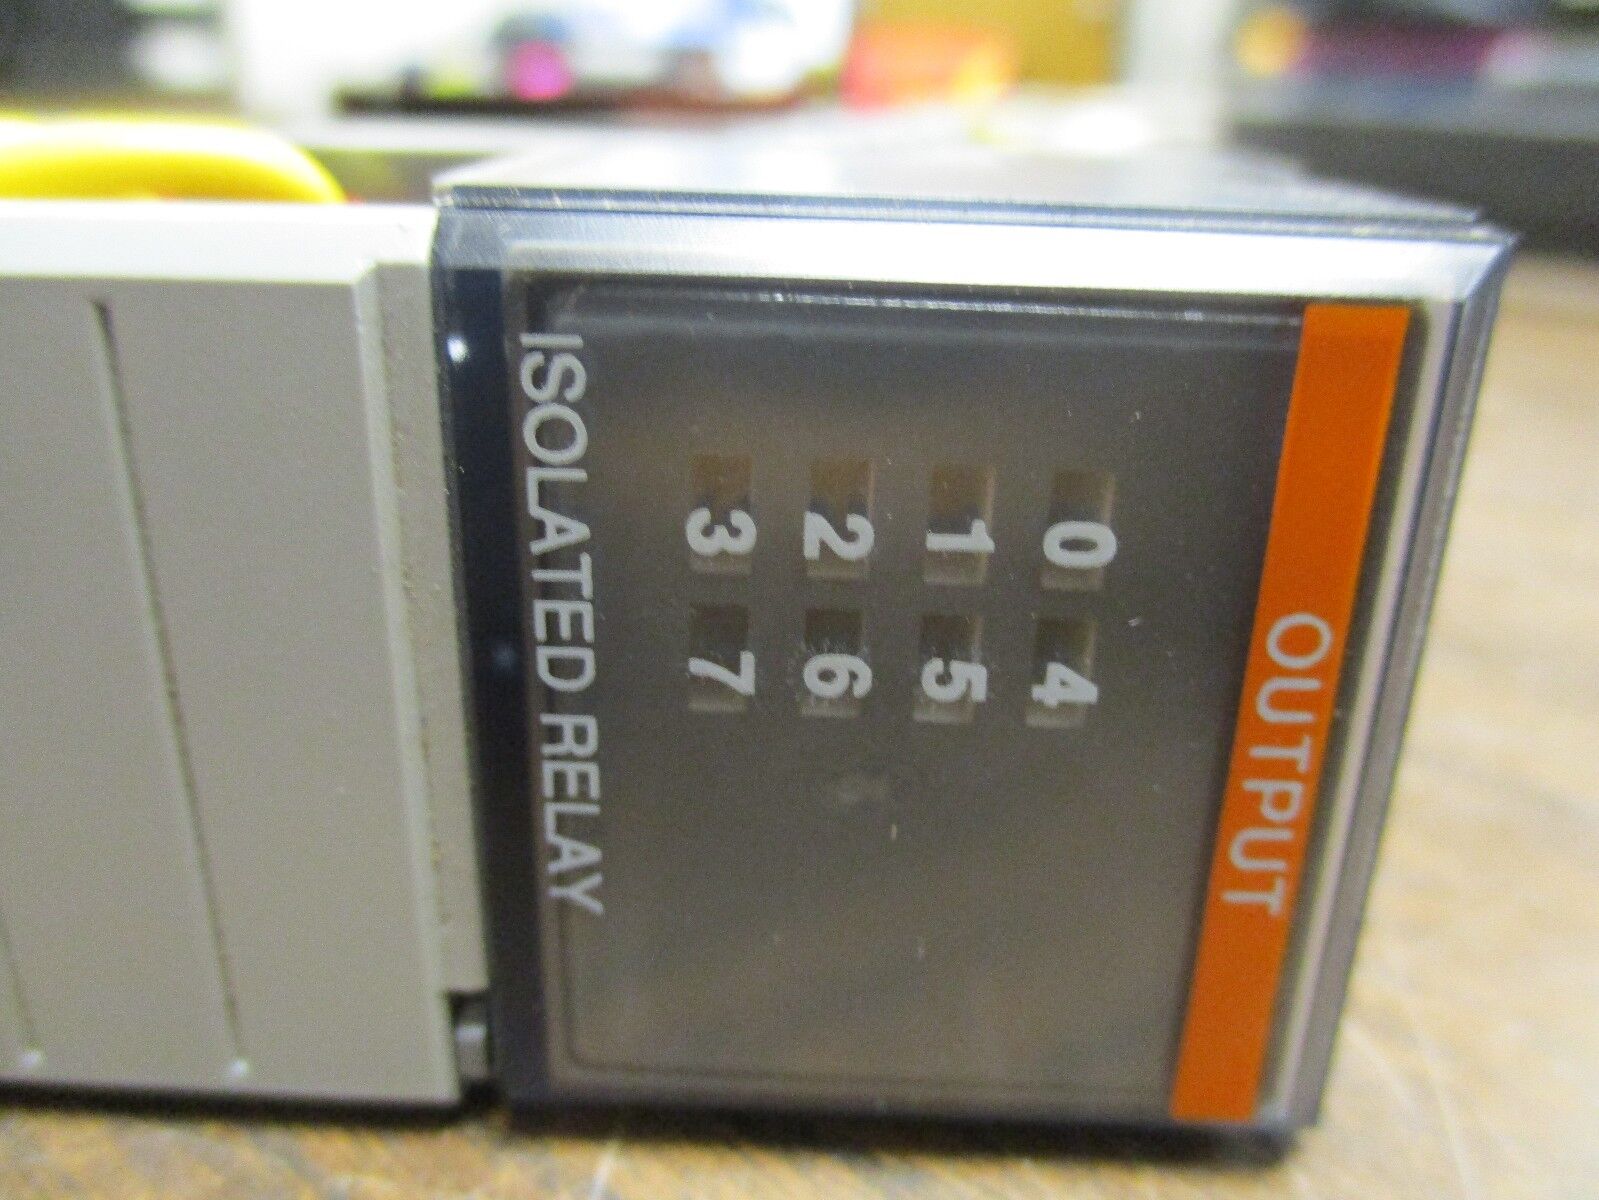 OUTPUT
0 4
1 5
2 6
3 7
ISOLATED RELAY